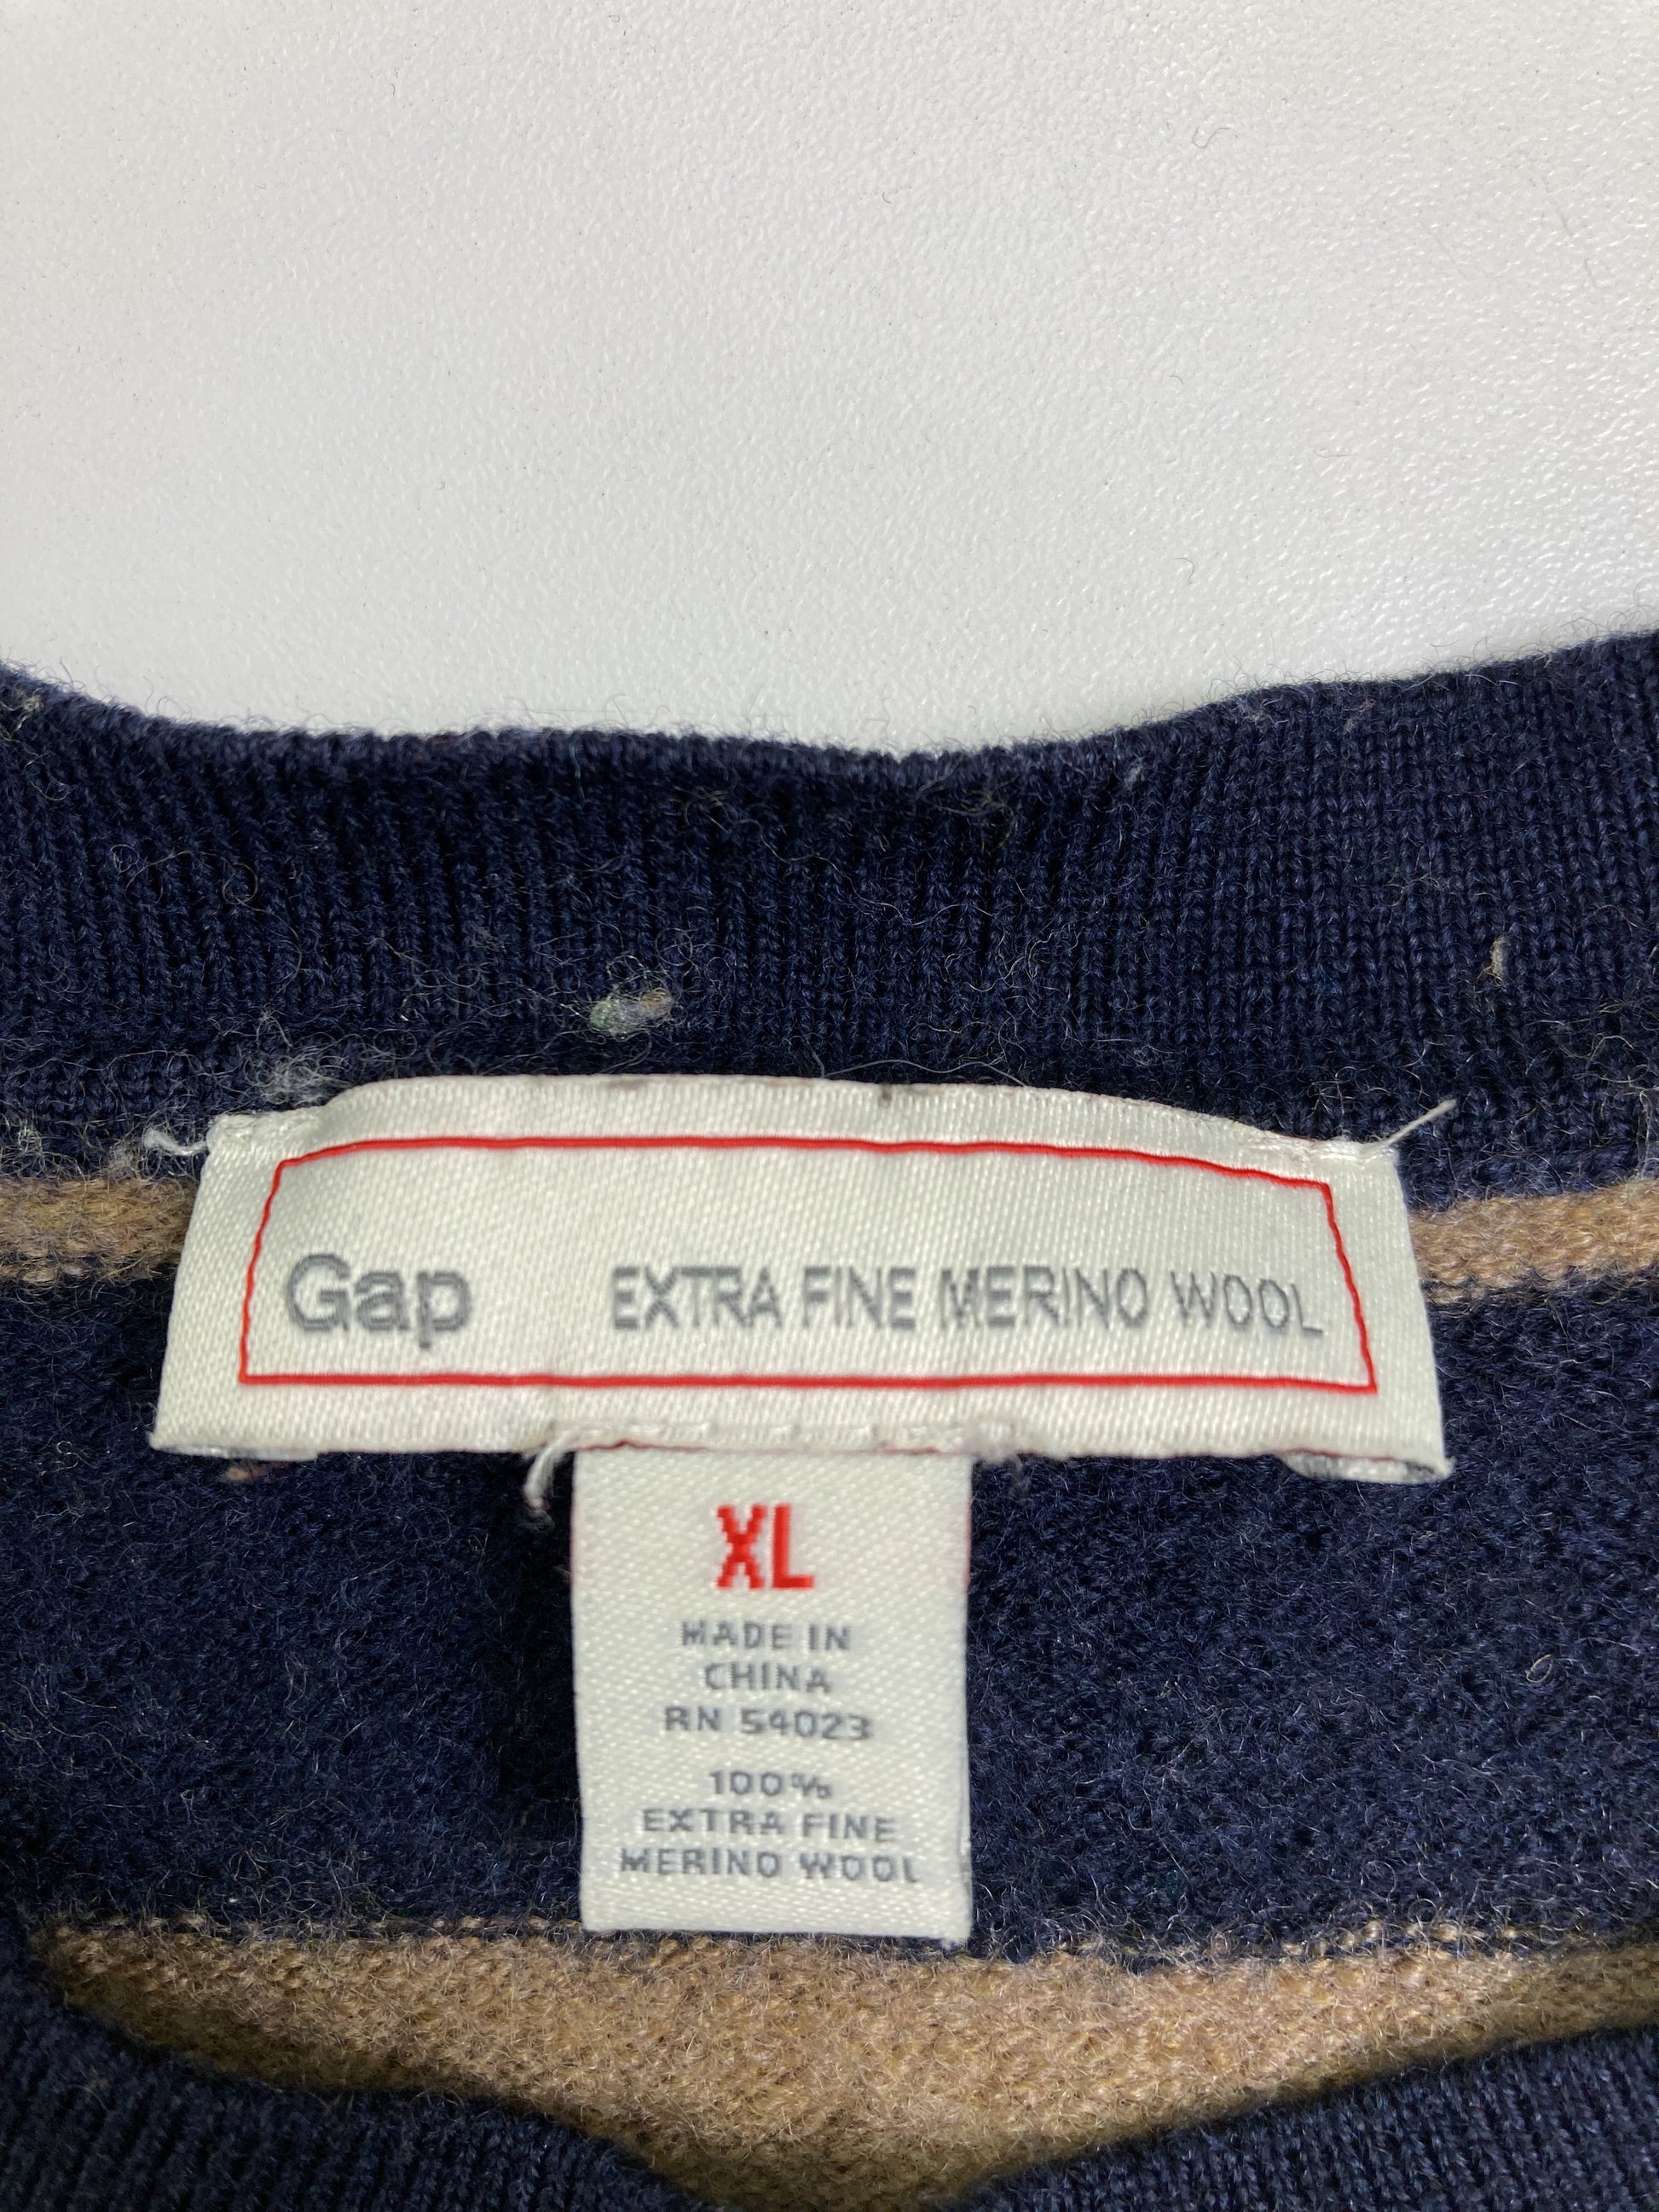 Gap EXTRA FINE MERINO WOOL
XL
MADE IN
CHINA
RN 54023
100%
EXTRA FINE
MERINO WOOL